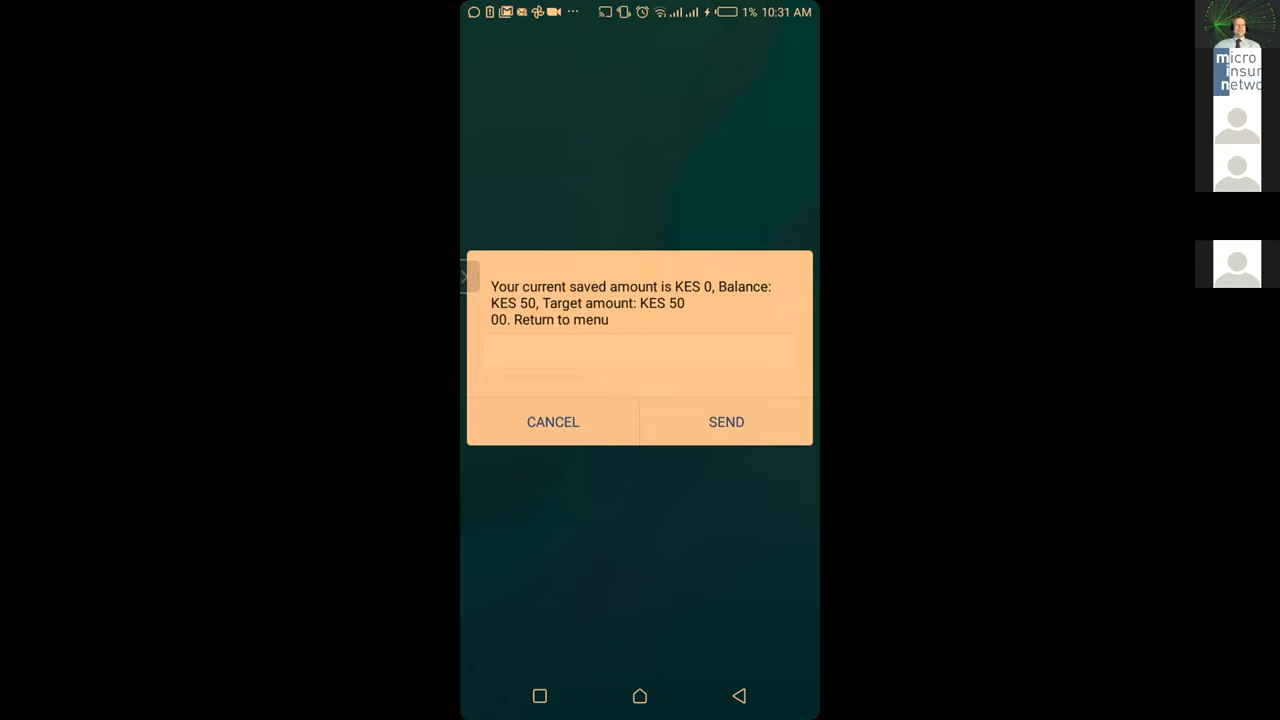 1% 10:31 AM
micro
insur
netwo
Your current saved amount is KES 0, Balance:
KES 50, Target amount: KES 50
00. Return to menu
CANCEL
SEND